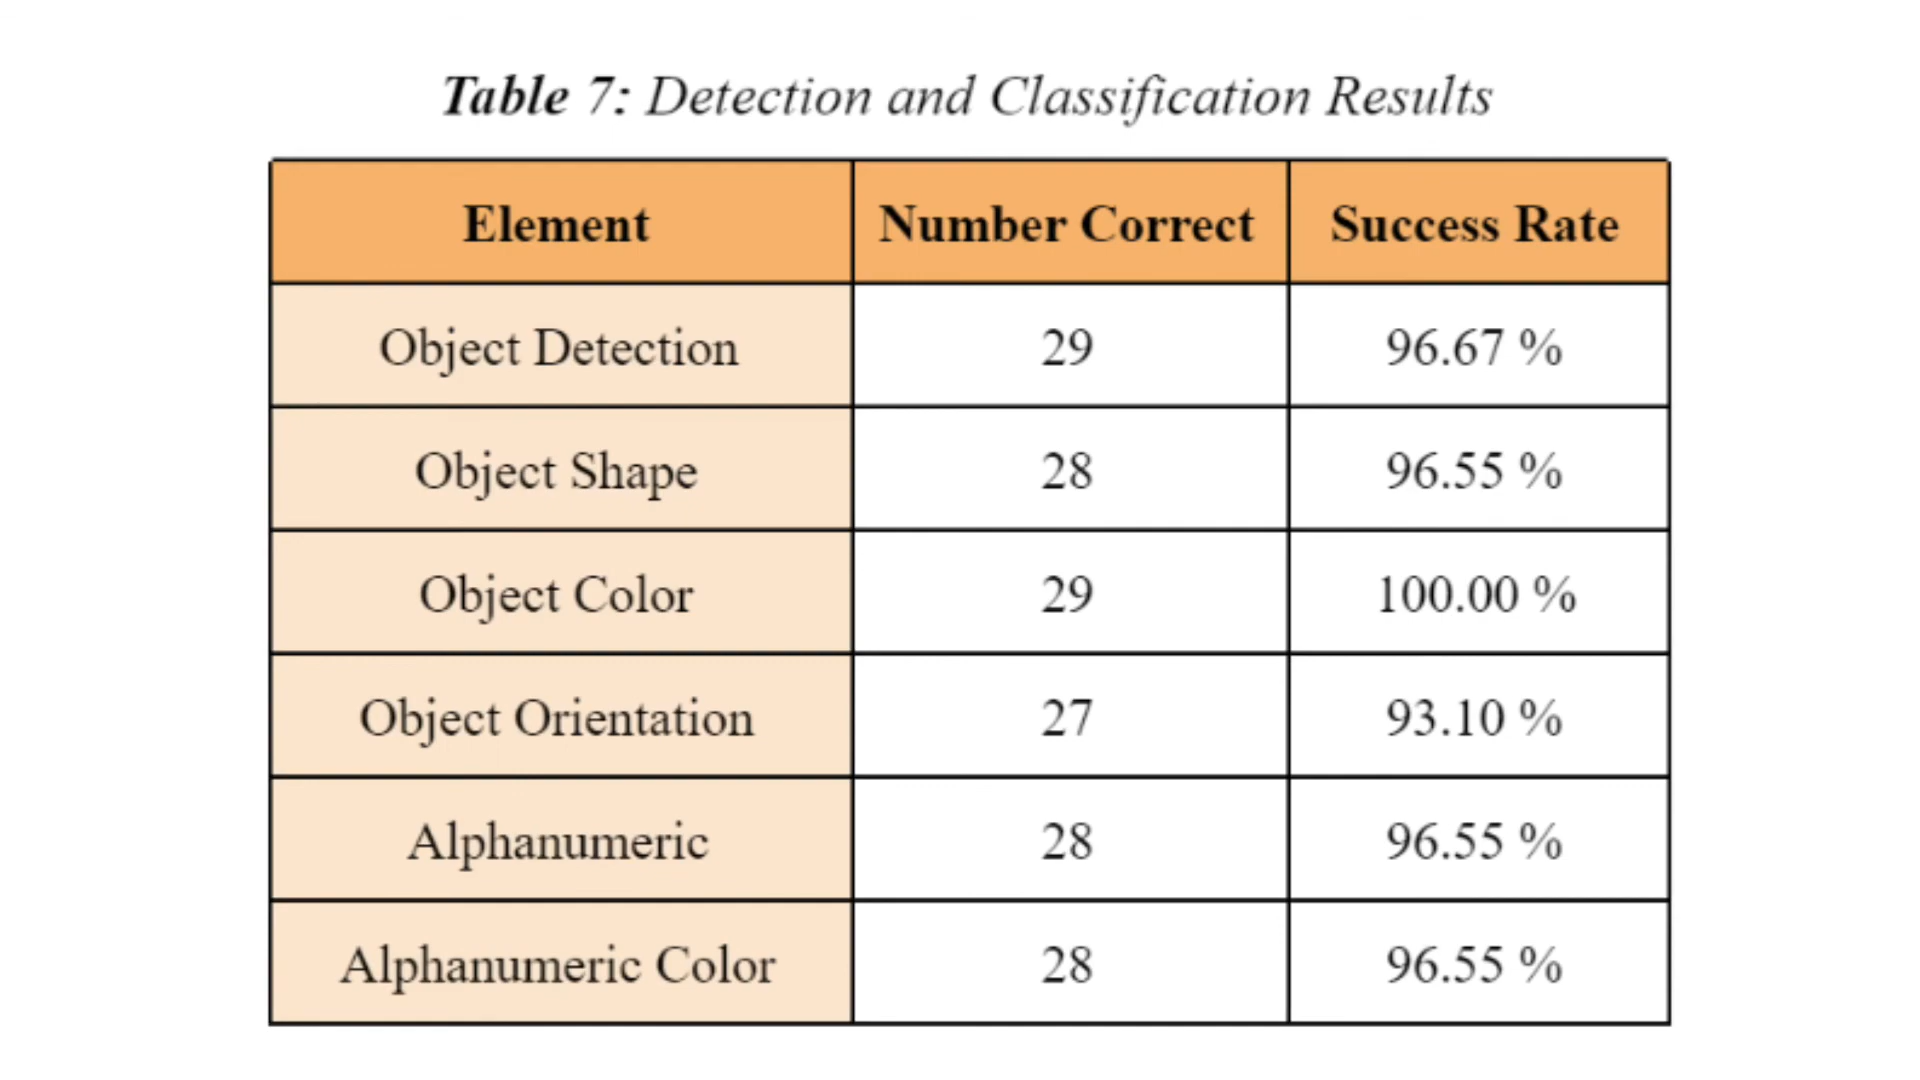 Table 7: Detection and Classification Results
Element Number Correct Success Rate
Object Detection 29 96.67 %
Object Shape 28 96.55 %
Object Color 29 100.00 %
Object Orientation 27 93.10 %
Alphanumeric 28 96.55 %
Alphanumeric Color 28 96.55 %